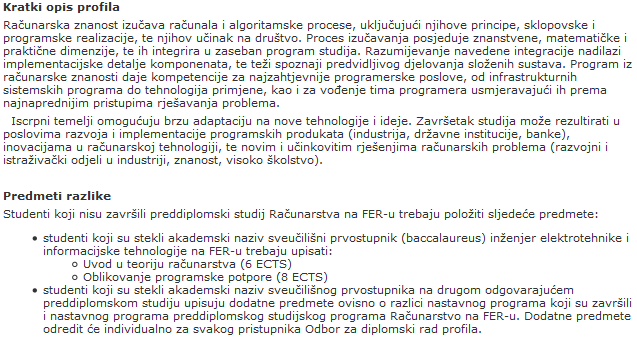 Kratki opis profila
Računarska znanost izučava računala i algoritamske procese, uključujući njihove principe, sklopovske i
programske realizacije, te njihov učinak na društvo. Proces izučavanja posjeduje znanstvene, matematičke i
praktične dimenzije, te ih integrira u zaseban program studija. Razumijevanje navedene integracije nadilazi
implementacijske detalje komponenata, te teži spoznaji predvidljivog djelovanja složenih sustava. Program iz
računarske znanosti daje kompetencije za najzahtjevnije programerske poslove, od infrastrukturnih
sistemskih programa do tehnologija primjene, kao i za vođenje tima programera usmjeravajući ih prema
najnaprednijim pristupima rješavanja problema.
Iscrpni temelji omogućuju brzu adaptaciju na nove tehnologije i ideje. Završetak studija može rezultirati u
poslovima razvoja i implementacije programskih produkata (industrija, državne institucije, banke),
inovacijama u računarskoj tehnologiji, te novim i učinkovitim rješenjima računarskih problema (razvojni i
istraživački odjeli u industriji, znanost, visoko školstvo).
Predmeti razlike
Studenti koji nisu završili preddiplomski studij Računarstva na FER-u trebaju položiti sljedeće predmete:
• studenti koji su stekli akademski naziv sveučilišni prvostupnik (baccalaureus) inženjer elektrotehnike i
informacijske tehnologije na FER-u trebaju upisati:
◦ Uvod u teoriju računarstva (6 ECTS)
◦ Oblikovanje programske potpore (8 ECTS)
• studenti koji su stekli akademski naziv sveučilišnog prvostupnika na drugom odgovarajućem
preddiplomskom studiju upisuju dodatne predmete ovisno o razlici nastavnog programa koji su završili
i nastavnog programa preddiplomskog studijskog programa Računarstvo na FER-u. Dodatne predmete
odredit će individualno za svakog pristupnika Odbor za diplomski rad profila.